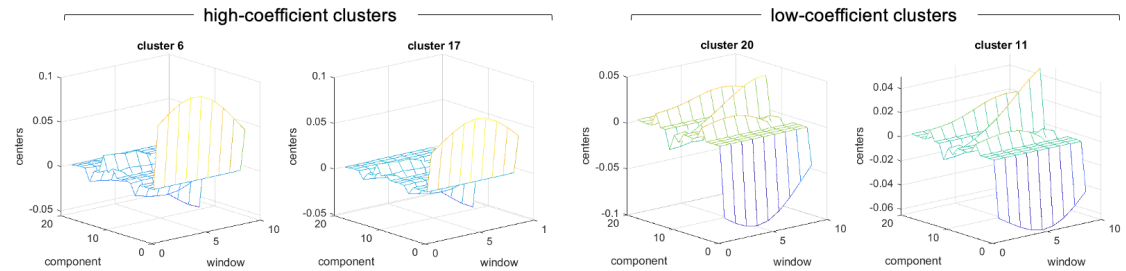 high-coefficient clusters
low-coefficient clusters
cluster 6
cluster 17
cluster 20
cluster 11
0.1
0.05
0
-0.05
20
10
0
0
5
10
centers
component
window
0.1
0.05
0
-0.05
20
10
0
0
5
1
centers
component
window
0.05
0
-0.05
-0.1
20
10
0
0
5
10
centers
component
window
0.04
0.02
0
-0.02
-0.04
-0.06
20
10
0
0
5
10
centers
component
window